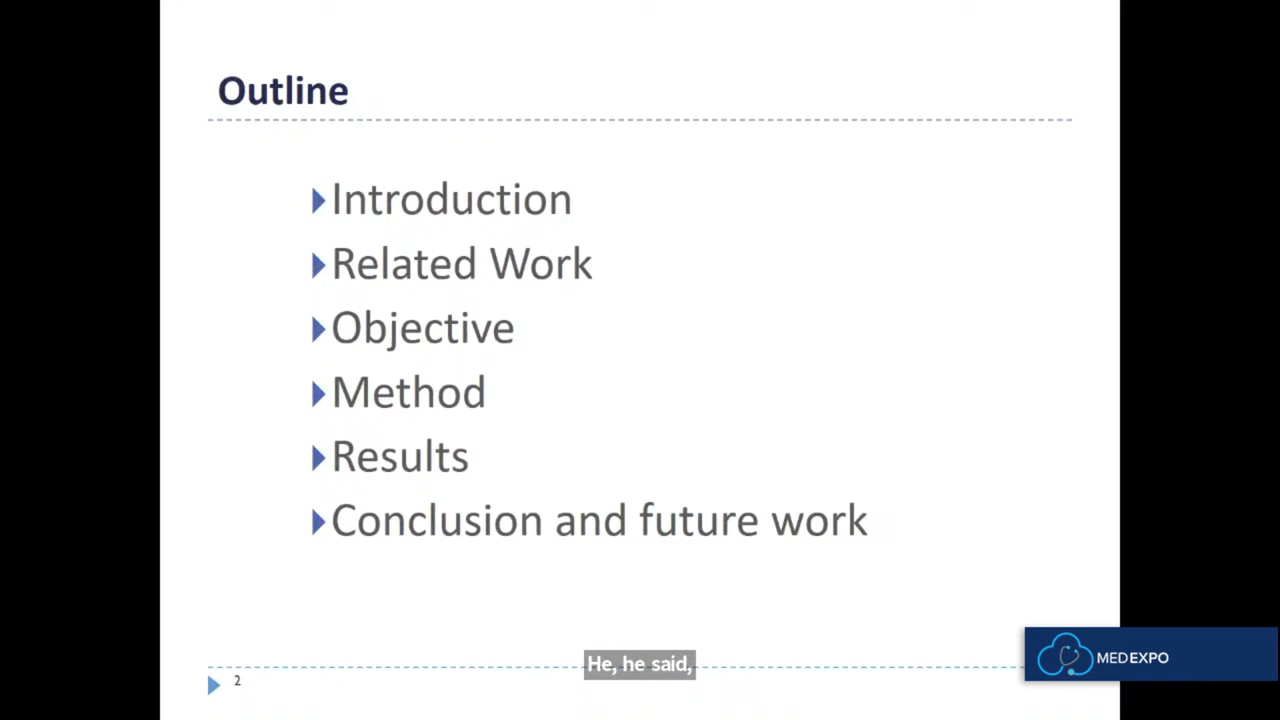 Outline
Introduction
Related Work
Objective
Method
Results
Conclusion and future work
He, he said,
2
MEDEXPO